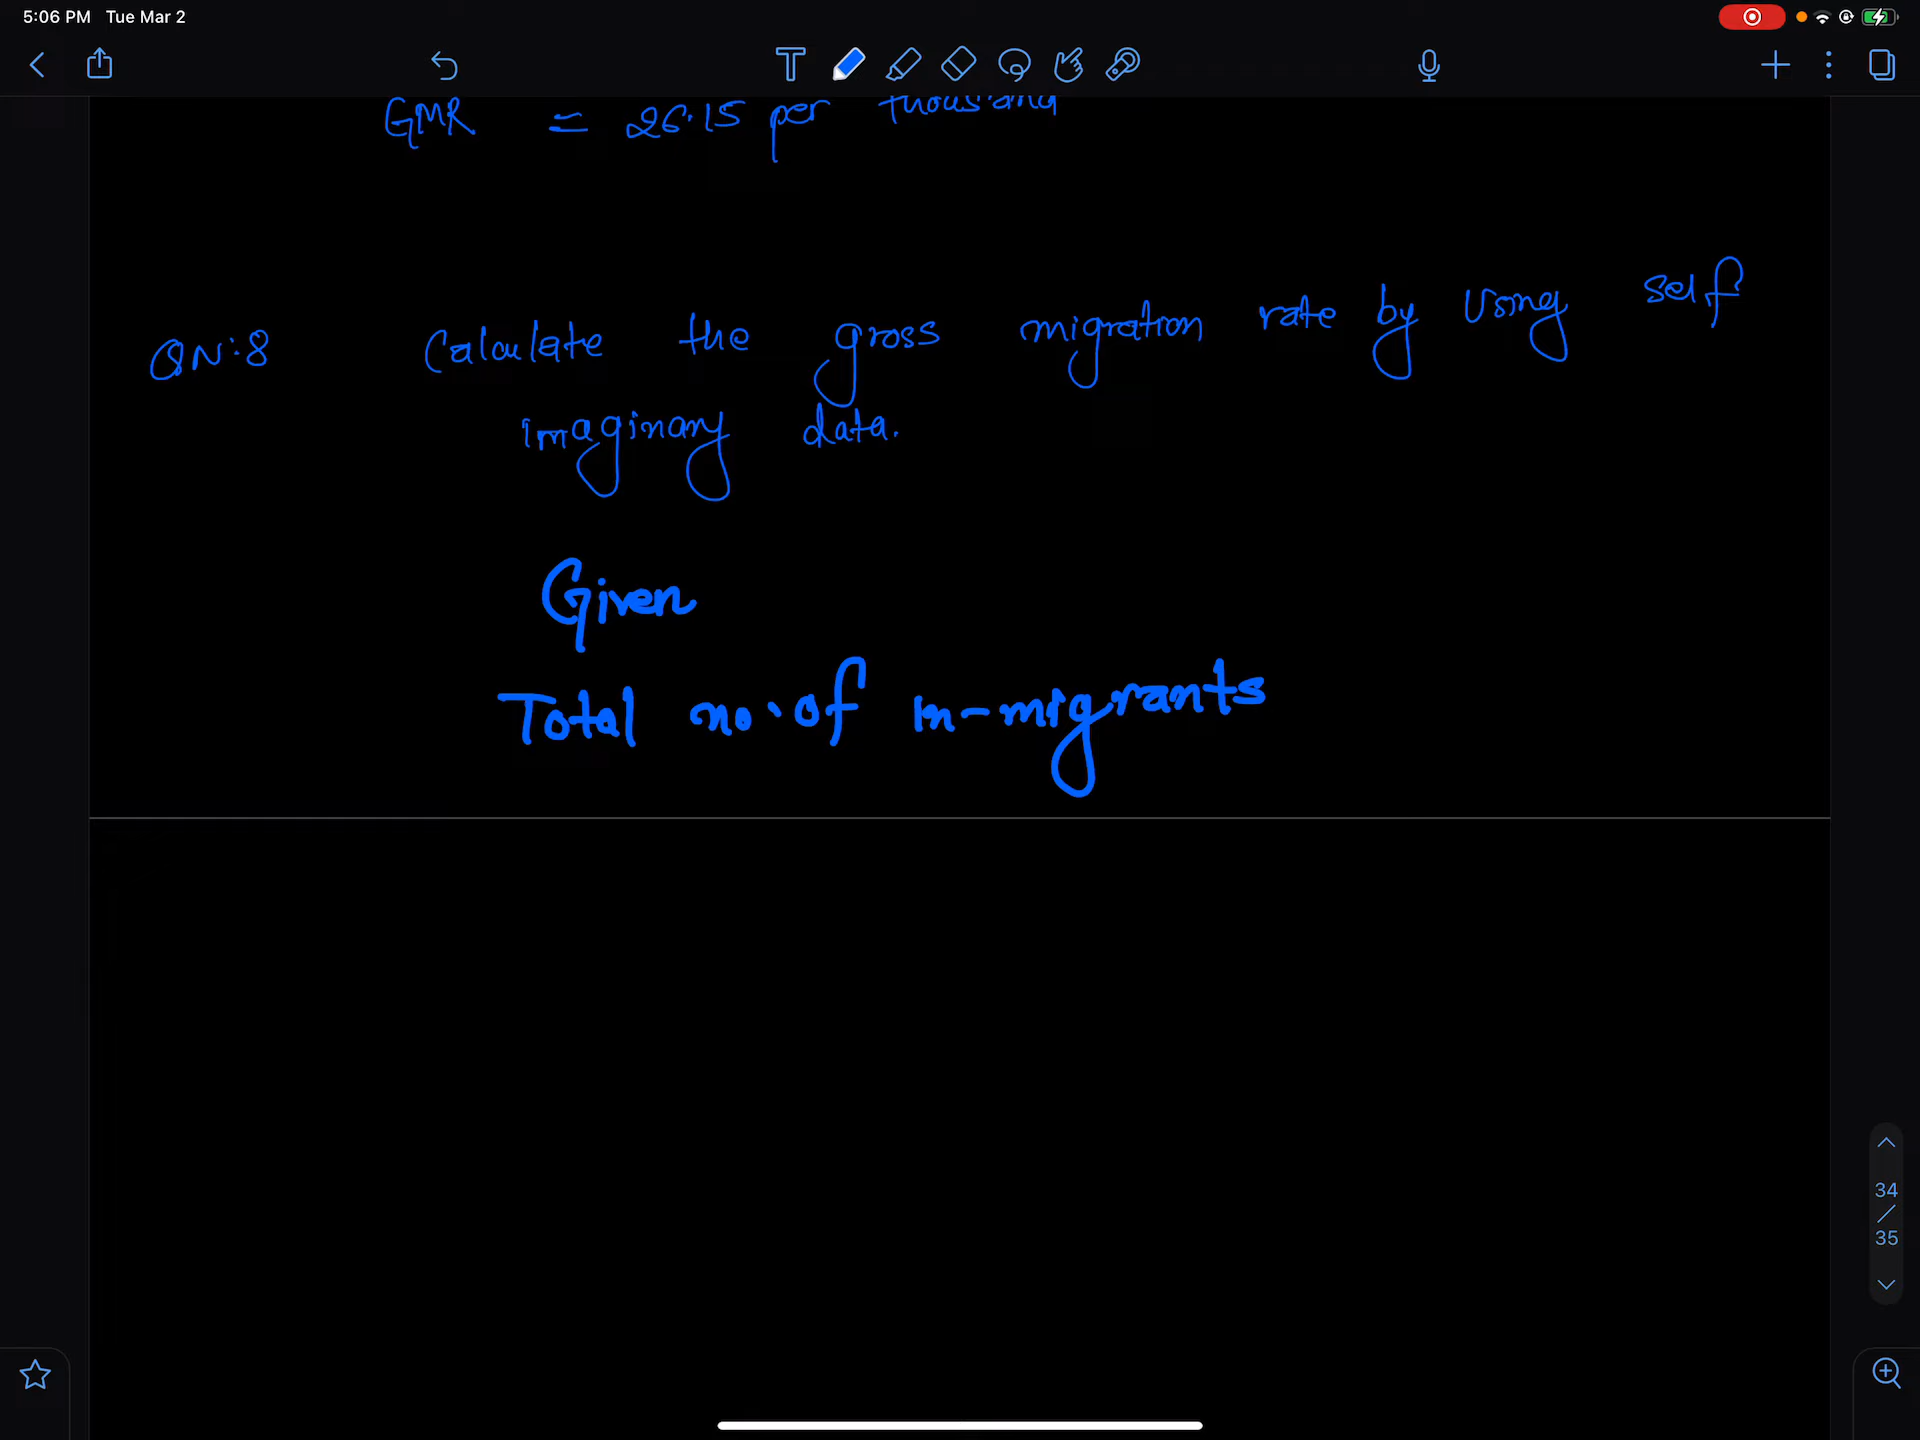 5:06 PM Tue Mar 2
GMR = 26.15 per thousand
QN:8 Calculate the gross migration rate by Using self
imaginary data.
Given
Total no. of in-migrants
34
/
35